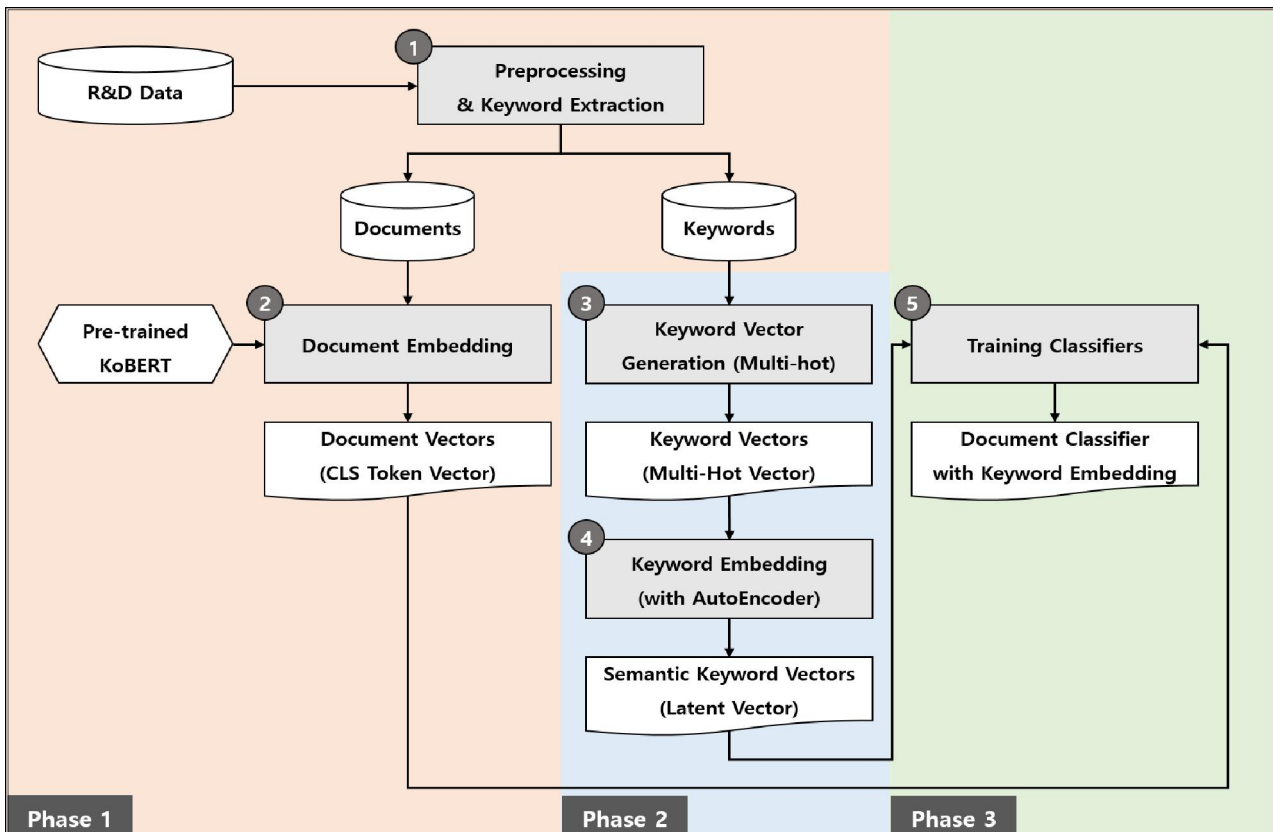 1
Preprocessing
& Keyword Extraction
R&D Data
Documents
Keywords
2
Document Embedding
Pre-trained
KoBERT
3
Keyword Vector
Generation (Multi-hot)
5
Training Classifiers
Document Vectors
(CLS Token Vector)
Keyword Vectors
(Multi-Hot Vector)
Document Classifier
with Keyword Embedding
4
Keyword Embedding
(with AutoEncoder)
Semantic Keyword Vectors
(Latent Vector)
Phase 1
Phase 2
Phase 3